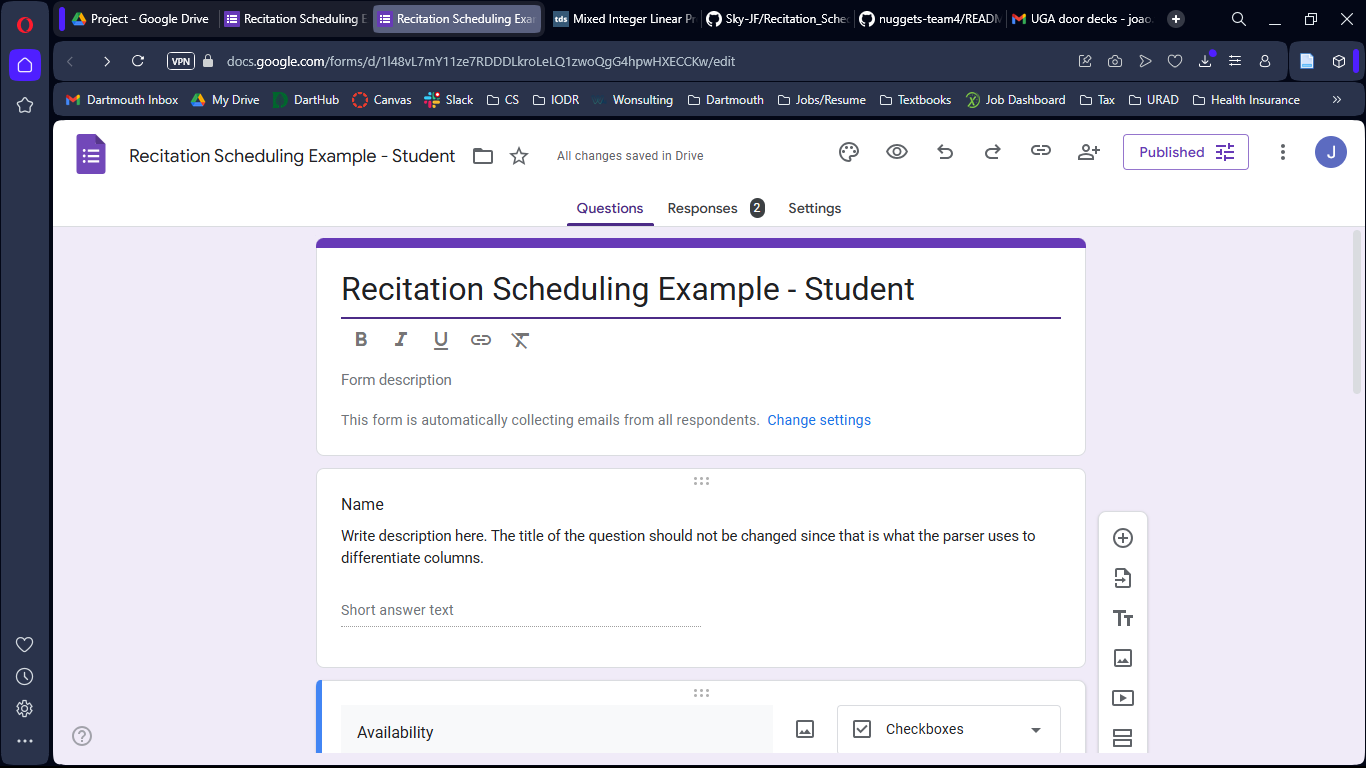 Project - Google Drive
Recitation Scheduling E
Recitation Scheduling Exar
tds Mixed Integer Linear Pr
Sky-JF/Recitation_Sched
nuggets-team4/READM
UGA door decks - joao.
VPN docs.google.com/forms/d/1l48vL7mY11ze7RDDDLkroLeLQ1zwoQgG4hpwHXECCKw/edit
Dartmouth Inbox My Drive DartHub Canvas Slack CS IODR Wonsulting Dartmouth Jobs/Resume Textbooks Job Dashboard Tax URAD Health Insurance »
Recitation Scheduling Example - Student
All changes saved in Drive
Published
J
Questions Responses 2 Settings
Recitation Scheduling Example - Student
B I U
Form description
This form is automatically collecting emails from all respondents. Change settings
Name
Write description here. The title of the question should not be changed since that is what the parser uses to
differentiate columns.
Short answer text
Tт
Availability
Checkboxes